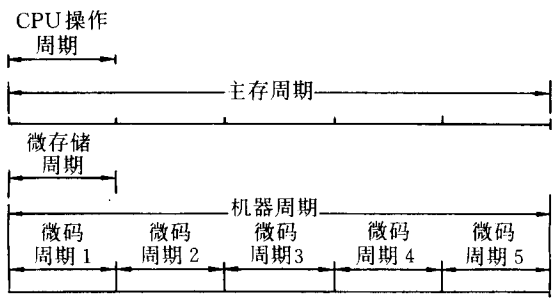 CPU操作
周期
主存周期
微存储
周期
机器周期
微码 微码 微码 微码 微码
周期1 周期2 周期3 周期4 周期5